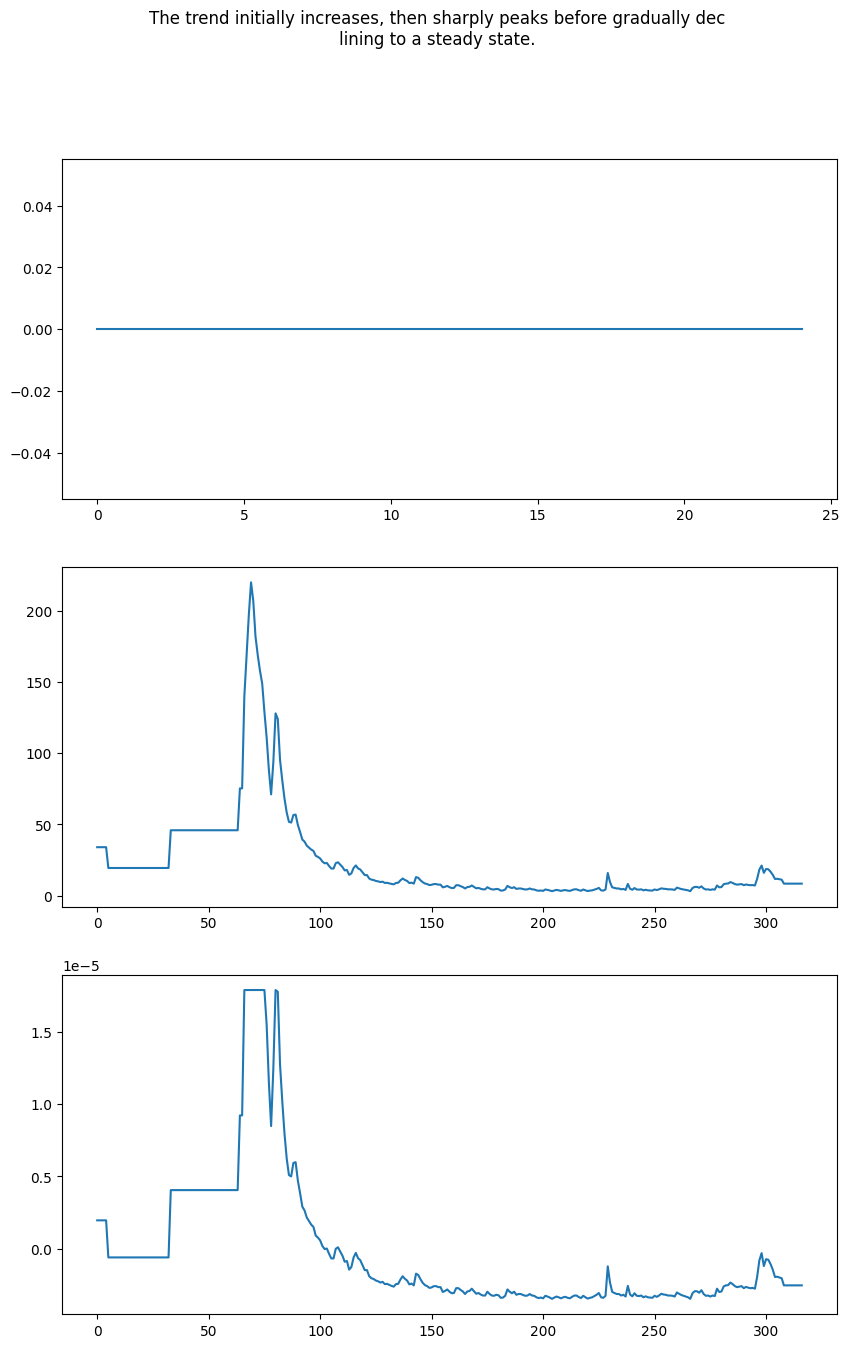 The trend initially increases, then sharply peaks before gradually dec
lining to a steady state.
0.04
0.02
0.00
−0.02
−0.04
0 5 10 15 20 25
200
150
100
50
0
0 50 100 150 200 250 300
1e−5
1.5
1.0
0.5
0.0
0 50 100 150 200 250 300